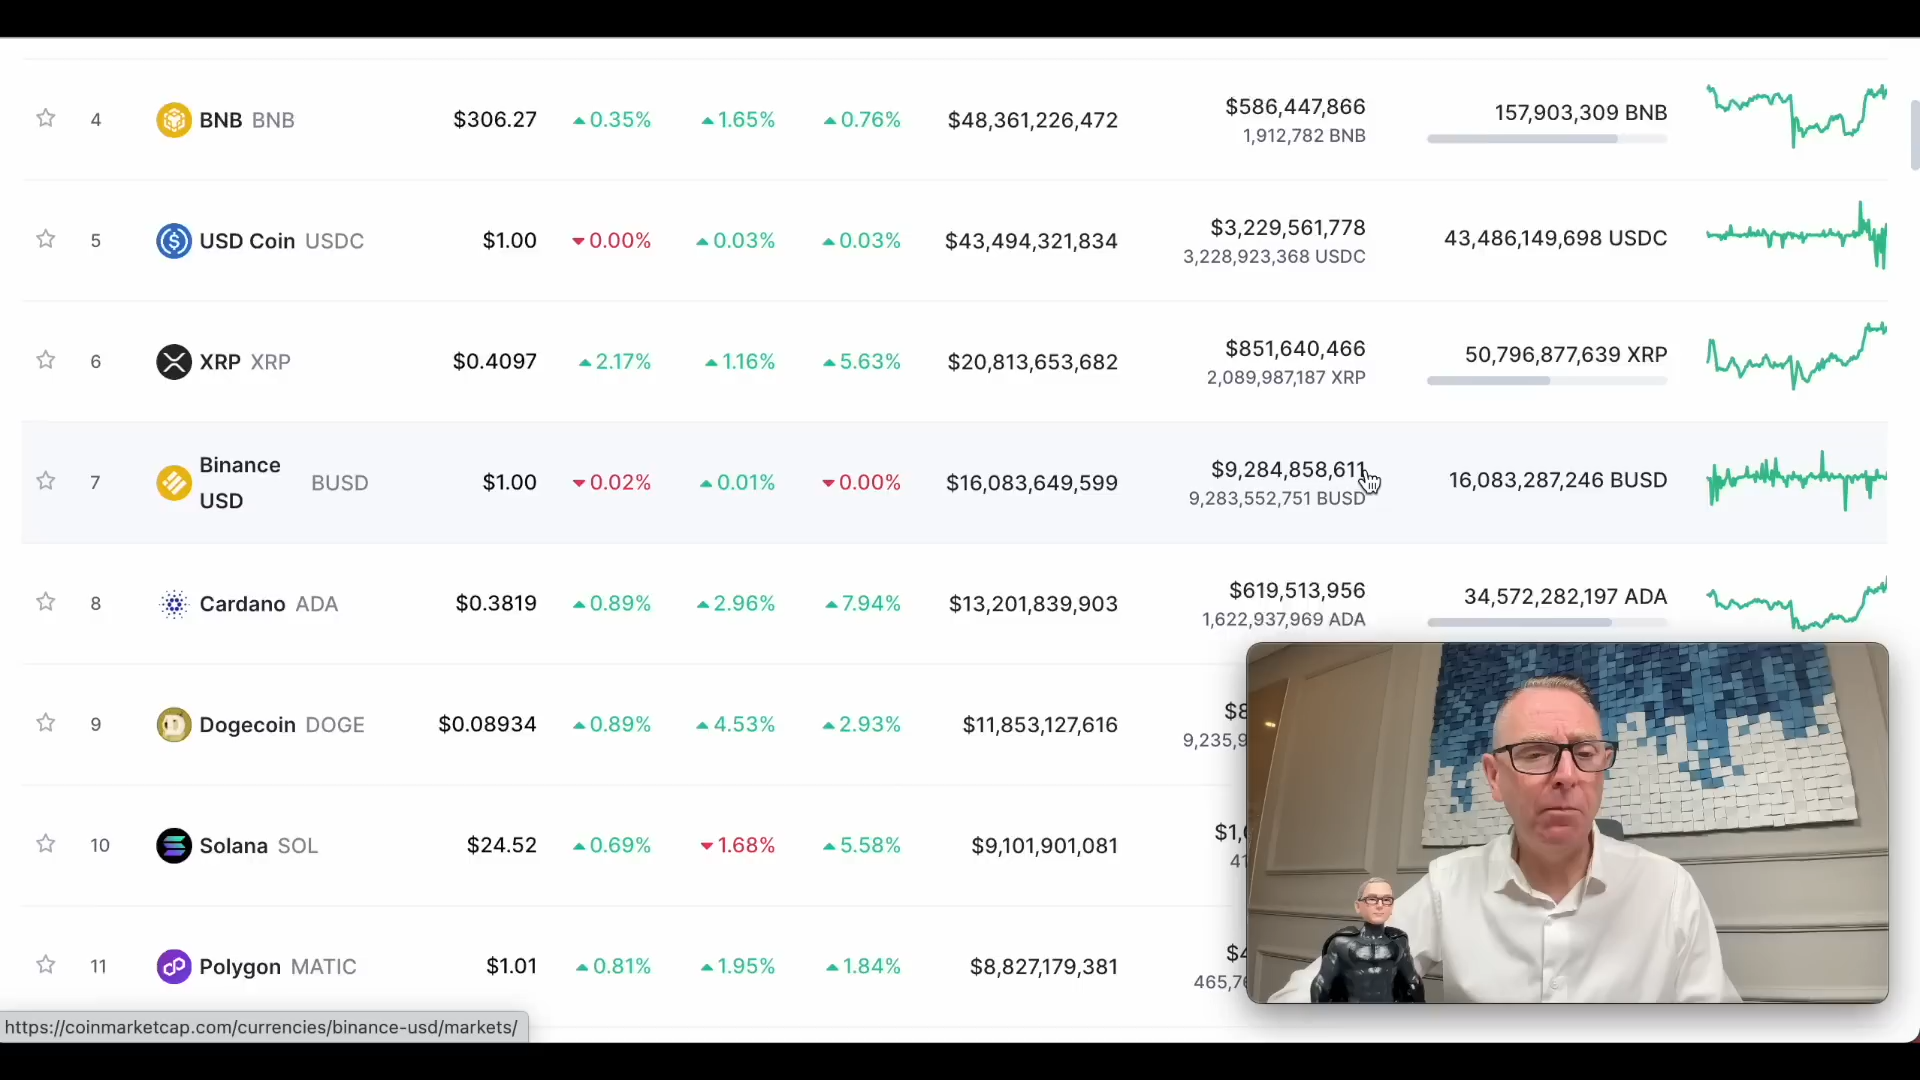 4 BNB BNB $306.27 0.35% 1.65% 0.76% $48,361,226,472 $586,447,866 157,903,309 BNB
1,912,782 BNB
5 USD Coin USDC $1.00 0.00% 0.03% 0.03% $43,494,321,834 $3,229,561,778 43,486,149,698 USDC
3,228,923,368 USDC
6 XRP XRP $0.4097 2.17% 1.16% 5.63% $20,813,653,682 $851,640,466 50,796,877,639 XRP
2,089,987,187 XRP
7 Binance USD BUSD $1.00 0.02% 0.01% 0.00% $16,083,649,599 $9,284,858,611 16,083,287,246 BUSD
9,283,552,751 BUSD
8 Cardano ADA $0.3819 0.89% 2.96% 7.94% $13,201,839,903 $619,513,956 34,572,282,197 ADA
1,622,937,969 ADA
9 Dogecoin DOGE $0.08934 0.89% 4.53% 2.93% $11,853,127,616
10 Solana SOL $24.52 0.69% 1.68% 5.58% $9,101,901,081
11 Polygon MATIC $1.01 0.81% 1.95% 1.84% $8,827,179,381
https://coinmarketcap.com/currencies/binance-usd/markets/